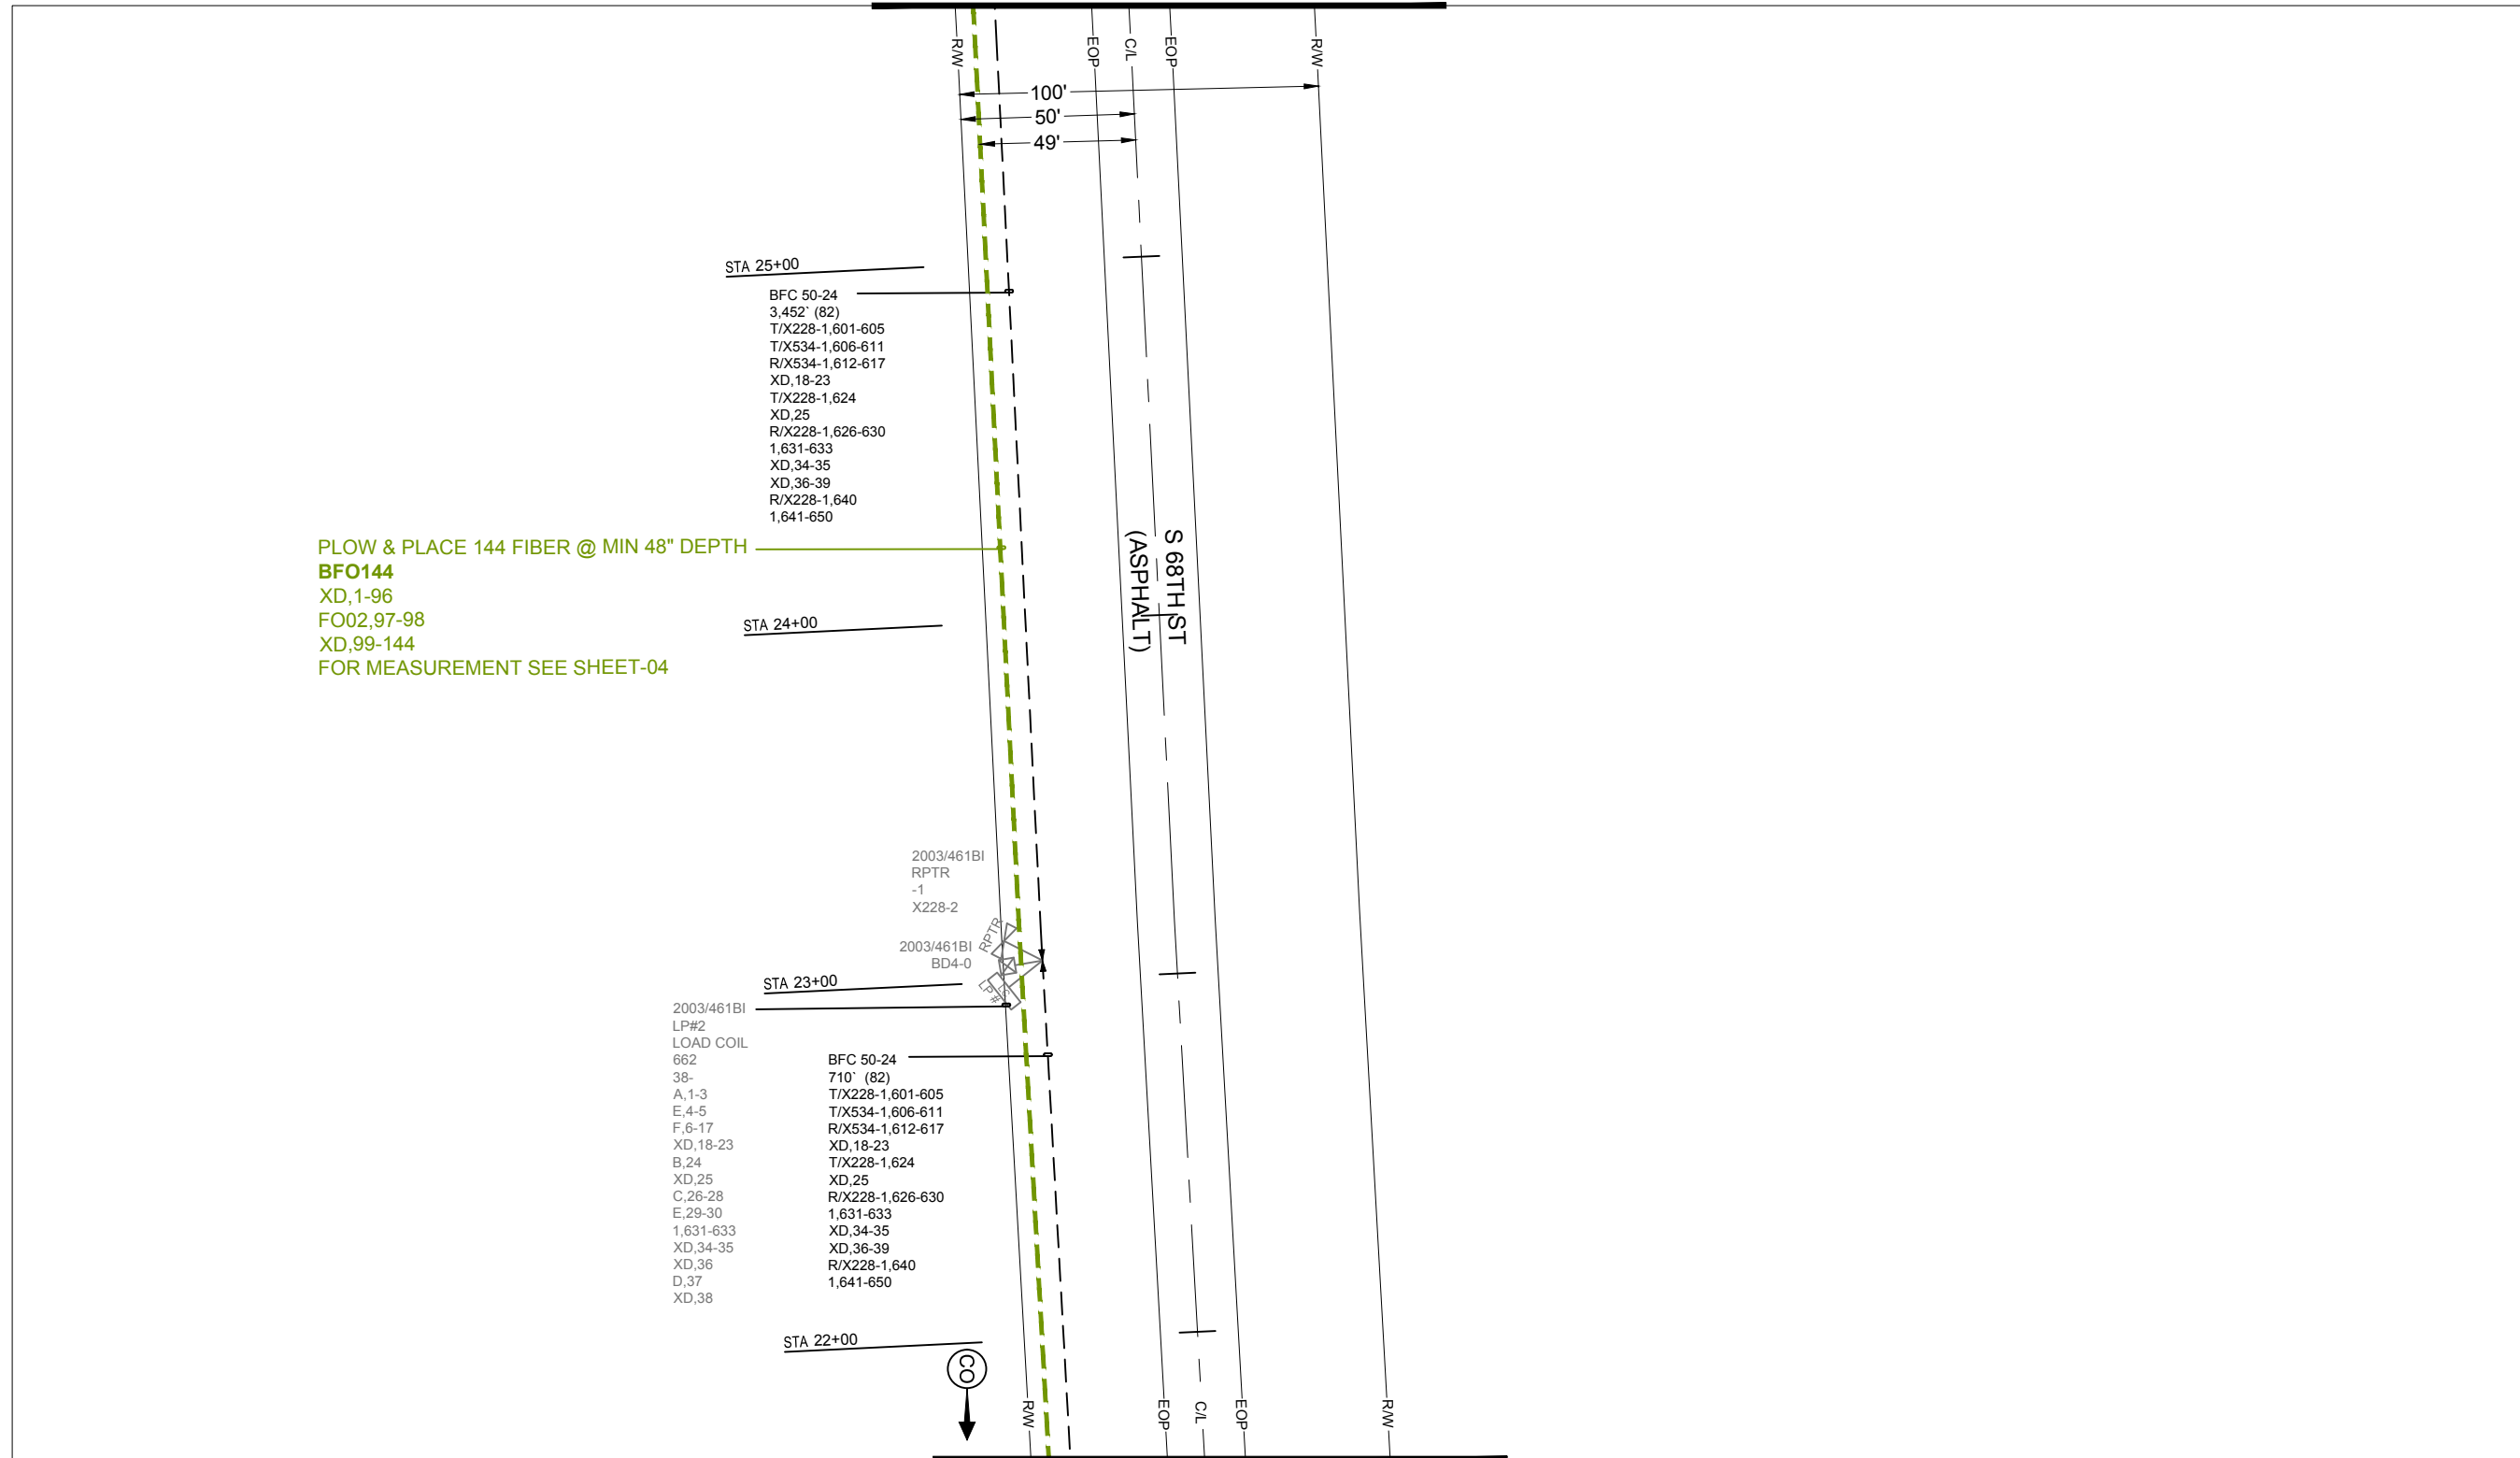 R/W
EOP
C/L
EOP
R/W
100'
50'
49'
STA 25+00
BFC 50-24
3,452` (82)
T/X228-1,601-605
T/X534-1,606-611
R/X534-1,612-617
XD,18-23
T/X228-1,624
XD,25
R/X228-1,626-630
1,631-633
XD,34-35
XD,36-39
R/X228-1,640
1,641-650
PLOW & PLACE 144 FIBER @ MIN 48" DEPTH
BFO144
XD,1-96
FO02,97-98
XD,99-144
FOR MEASUREMENT SEE SHEET-04
S 68TH ST
(ASPHALT)
STA 24+00
2003/461BI
RPTR
-1
X228-2
RPTR
2003/461BI
BD4-0
STA 23+00
2003/461BI
LP#2
LOAD COIL
662
38-
A,1-3
E,4-5
F,6-17
XD,18-23
B,24
XD,25
C,26-28
E,29-30
1,631-633
XD,34-35
XD,36
D,37
XD,38
BFC 50-24
710` (82)
T/X228-1,601-605
T/X534-1,606-611
R/X534-1,612-617
XD,18-23
T/X228-1,624
XD,25
R/X228-1,626-630
1,631-633
XD,34-35
XD,36-39
R/X228-1,640
1,641-650
STA 22+00
CO
R/W
EOP
C/L
EOP
R/W